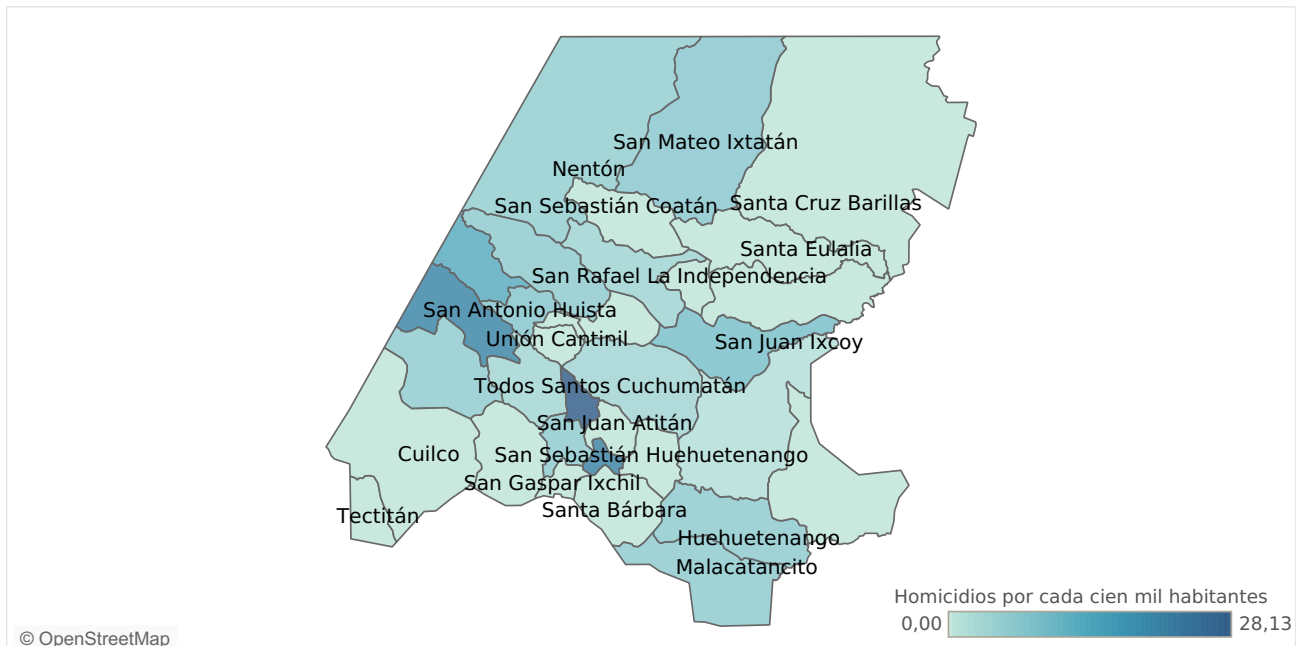 San Mateo Ixtatán
Nentón
Santa Cruz Barillas
San Sebastián Coatán
Santa Eulalia
San Rafael La Independencia
San Antonio Huista
Unión Cantinil
San Juan Ixcoy
Todos Santos Cuchumatán
San Juan Atitán
Cuilco
San Sebastián Huehuetenango
San Gaspar Ixchil
Santa Bárbara
Tectitán
Huehuetenango
Malacatancito
Homicidios por cada cien mil habitantes
0,00 28,13
© OpenStreetMap